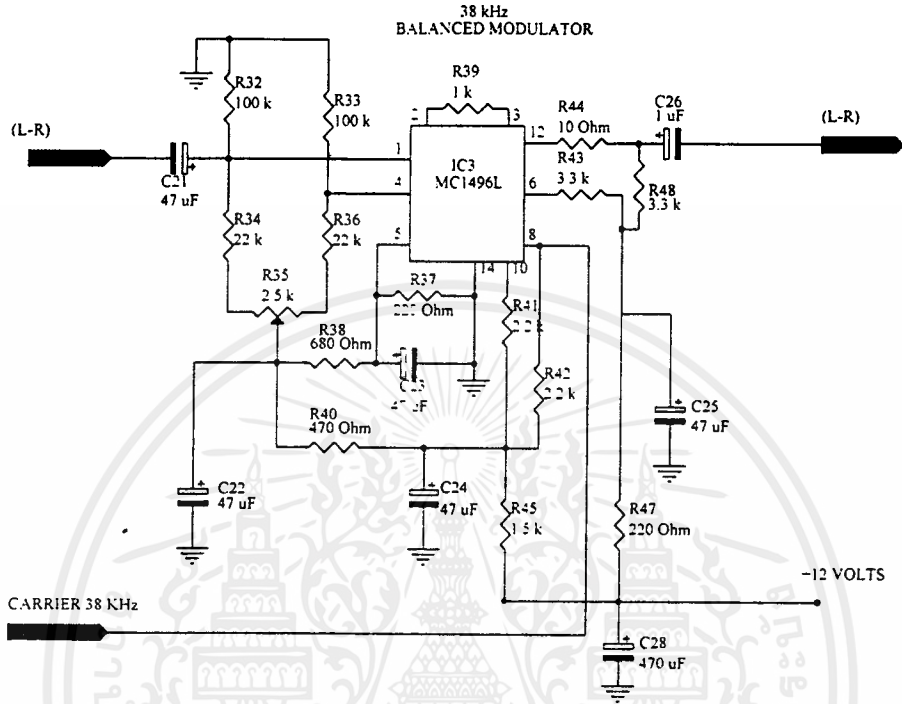 38 kHz
BALANCED MODULATOR
R39
1 k
R32
100 k
R33
100 k
2
3
R44
10 Ohm
C26
1 uF
(L-R)
(L-R)
12
1
IC3
MC1496L
R43
3.3 k
4
6
C21
47 uF
R48
3.3 k
R34
22 k
R36
22 k
5
8
14
10
R35
2.5 k
R37
220 Ohm
R41
2.2 k
R38
680 Ohm
R42
2.2 k
R40
470 Ohm
C25
47 uF
C22
47 uF
C24
47 uF
R45
1.5 k
R47
220 Ohm
12 VOLTS
CARRIER 38 KHz
C28
470 uF